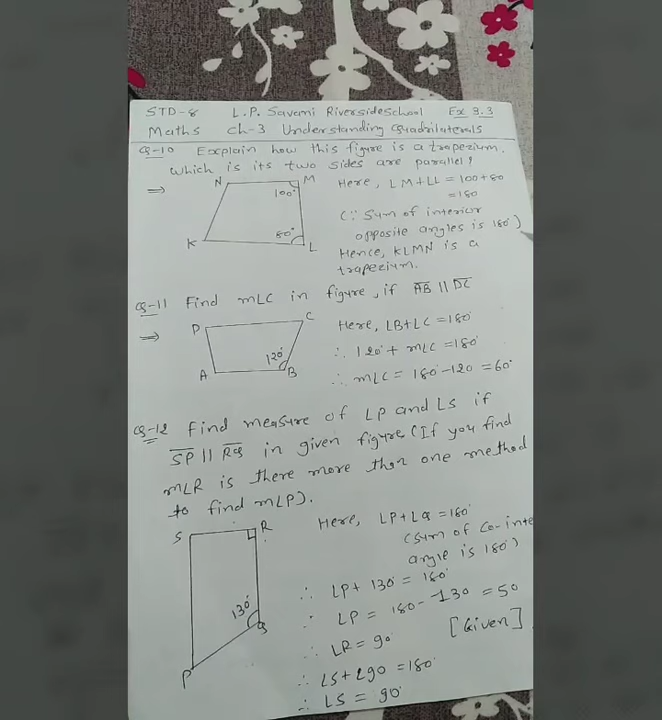 STD-8 L.P. Savani Riverside School Ex 3.3
Maths Ch-3 Understanding Quadrilaterals
Q-10 Explain how this figure is a trapezium.
Which is its two sides are parallel?
⇒ N M Here, ∠M+∠L = 100+80
100° =180
(∵ Sum of interior
80° opposite angles is 180°)
K L Hence, KLMN is a
trapezium.
Q-11 Find m∠C in figure, if AB || DC
⇒ D C Here, ∠B+∠C=180°
120° ∴ 120°+ m∠C =180°
A B ∴ m∠C= 180°-120 =60°
Q-12 Find measure of ∠P and ∠S if
SP || RQ in given figure (If you find
m∠R is there more then one method
to find m∠P).
S R Here, ∠P+∠Q=180°
(Sum of Co-inte
angle is 180°)
∴ ∠P+130° = 180°
130° ∴ ∠P = 180-130 =50
Q ∴ ∠R= 90° [Given]
P ∴ ∠S+∠90 =180°
∴ ∠S = 90°